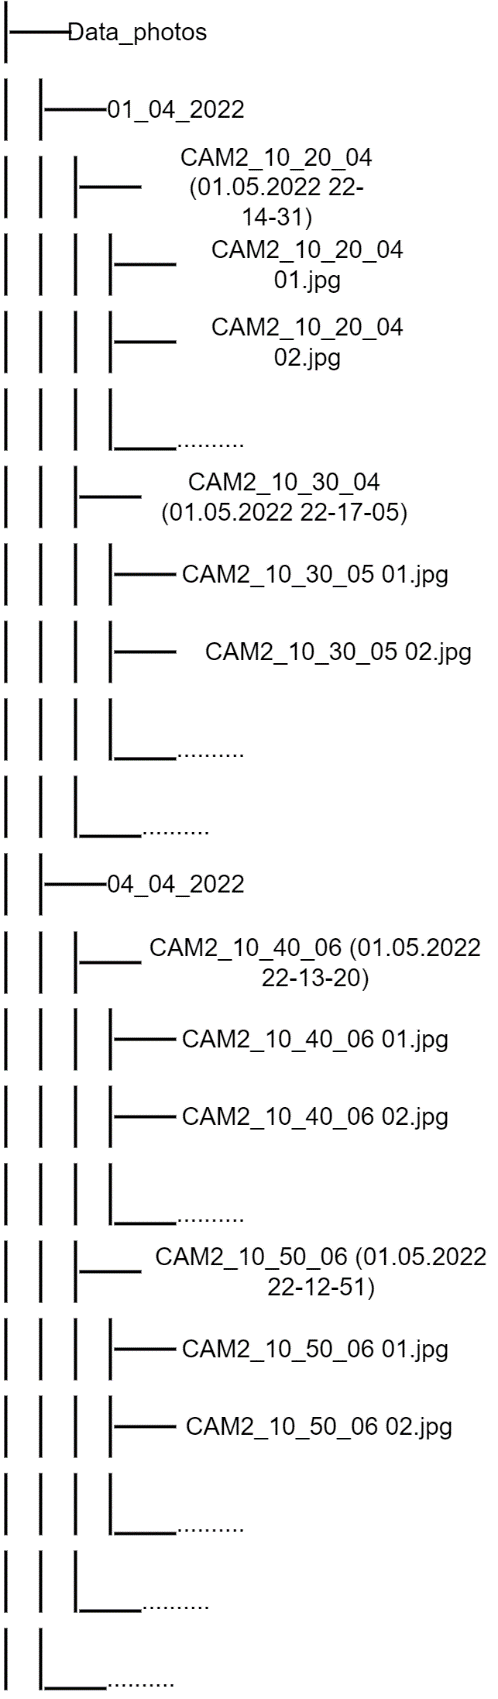 Data_photos
01_04_2022
CAM2_10_20_04
(01.05.2022 22-
14-31)
CAM2_10_20_04
01.jpg
CAM2_10_20_04
02.jpg
..........
CAM2_10_30_04
(01.05.2022 22-17-05)
CAM2_10_30_05 01.jpg
CAM2_10_30_05 02.jpg
..........
..........
04_04_2022
CAM2_10_40_06 (01.05.2022
22-13-20)
CAM2_10_40_06 01.jpg
CAM2_10_40_06 02.jpg
..........
CAM2_10_50_06 (01.05.2022
22-12-51)
CAM2_10_50_06 01.jpg
CAM2_10_50_06 02.jpg
..........
..........
..........